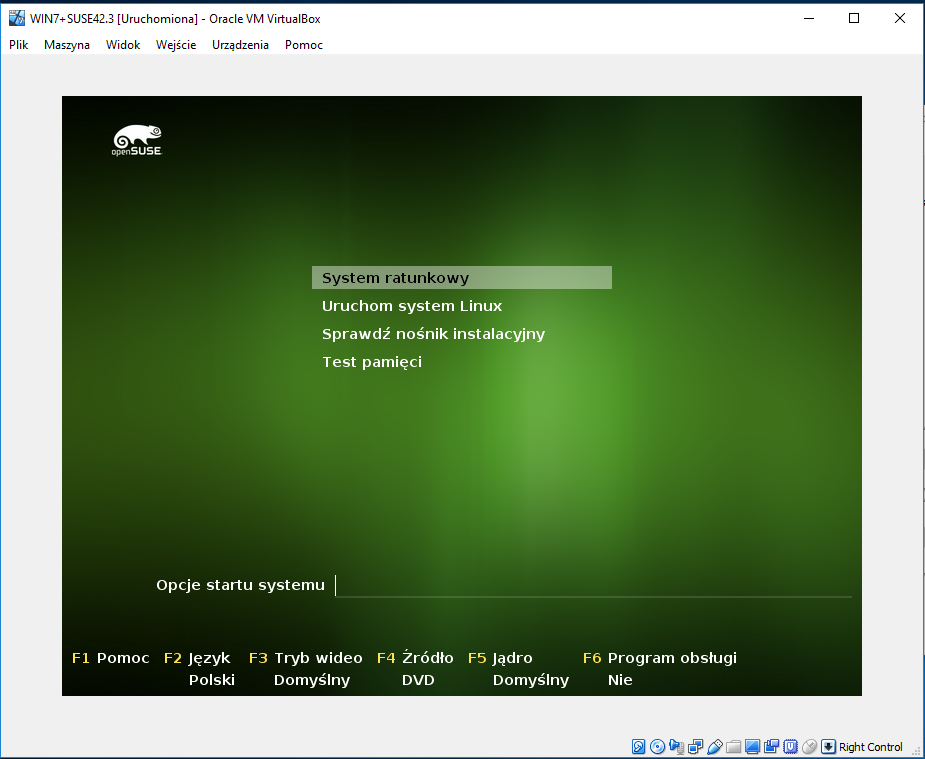 WIN7+SUSE42.3 [Uruchomiona] - Oracle VM VirtualBox
Plik Maszyna Widok Wejście Urządzenia Pomoc
openSUSE
System ratunkowy
Uruchom system Linux
Sprawdź nośnik instalacyjny
Test pamięci
Opcje startu systemu
F1 Pomoc F2 Język F3 Tryb wideo F4 Źródło F5 Jądro F6 Program obsługi
Polski Domyślny DVD Domyślny Nie
Right Control